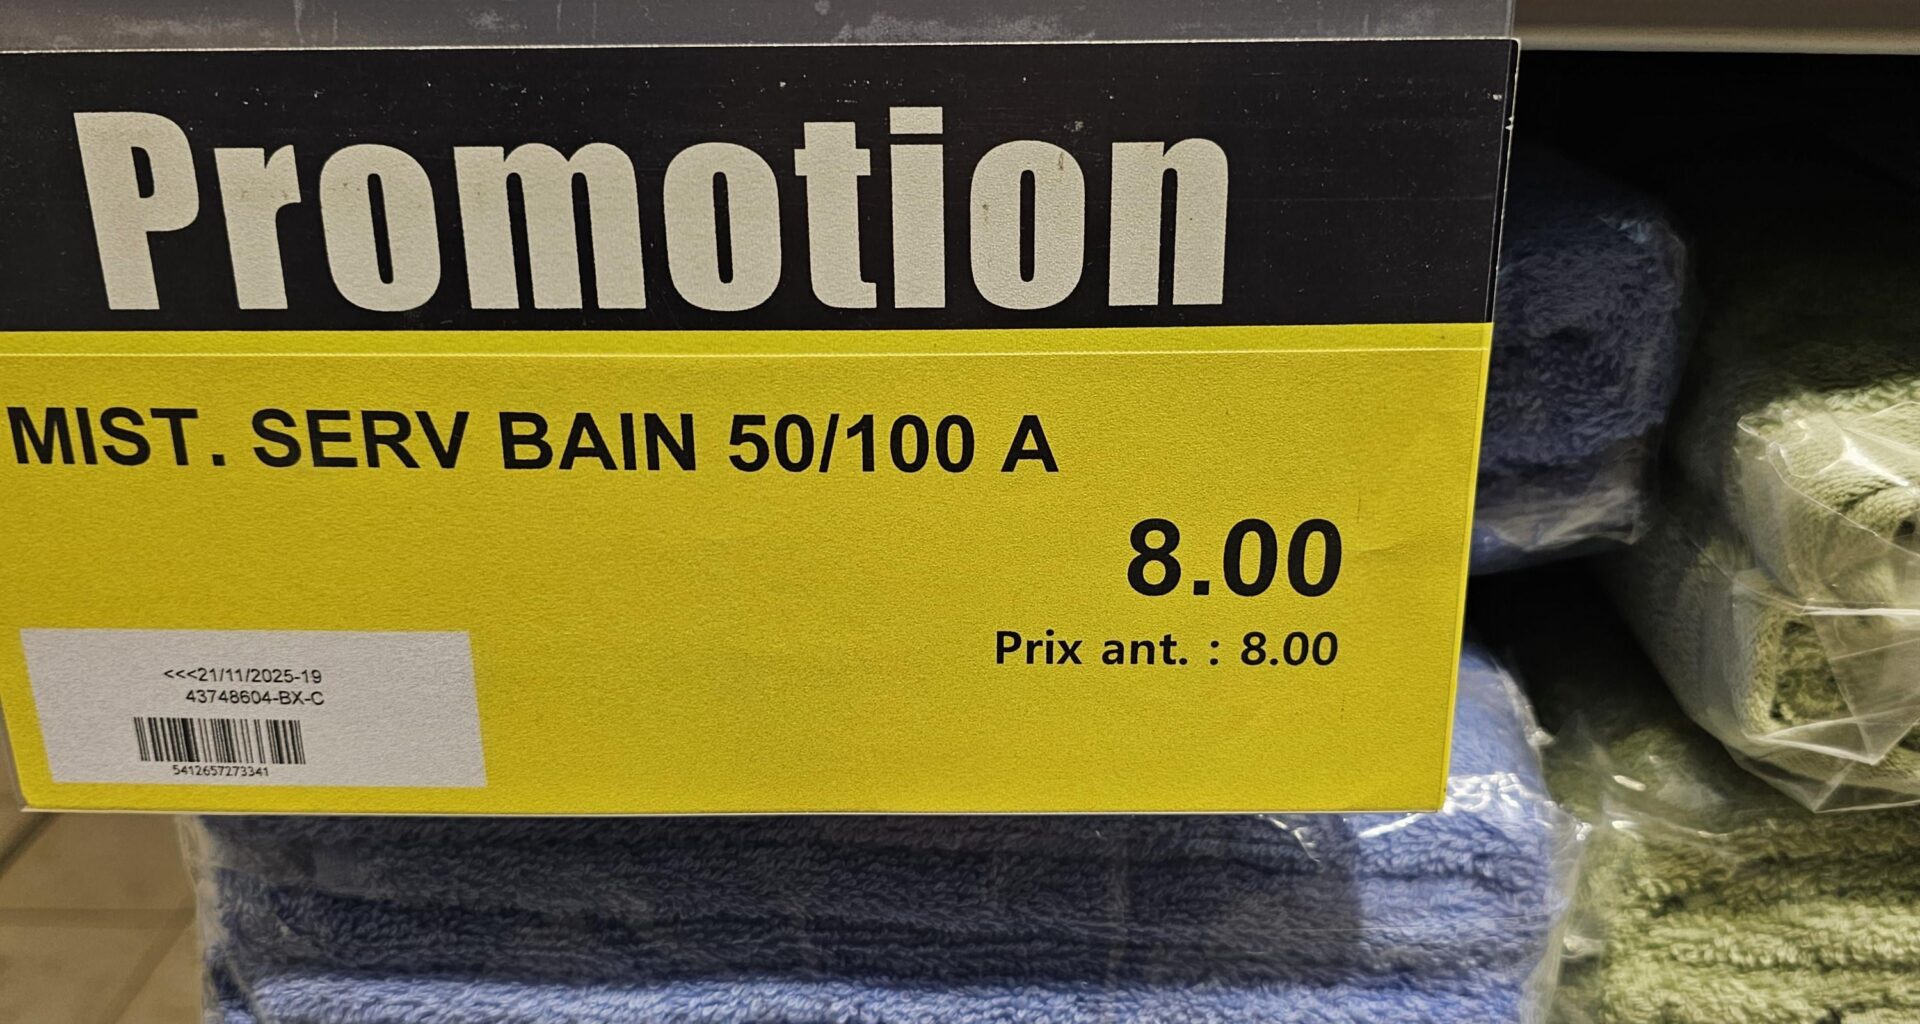 Promotion
MIST. SERV BAIN 50/100 A
8.00
Prix ant. : 8.00
<<<21/11/2025-19
43748604-BX-C
5412657273341